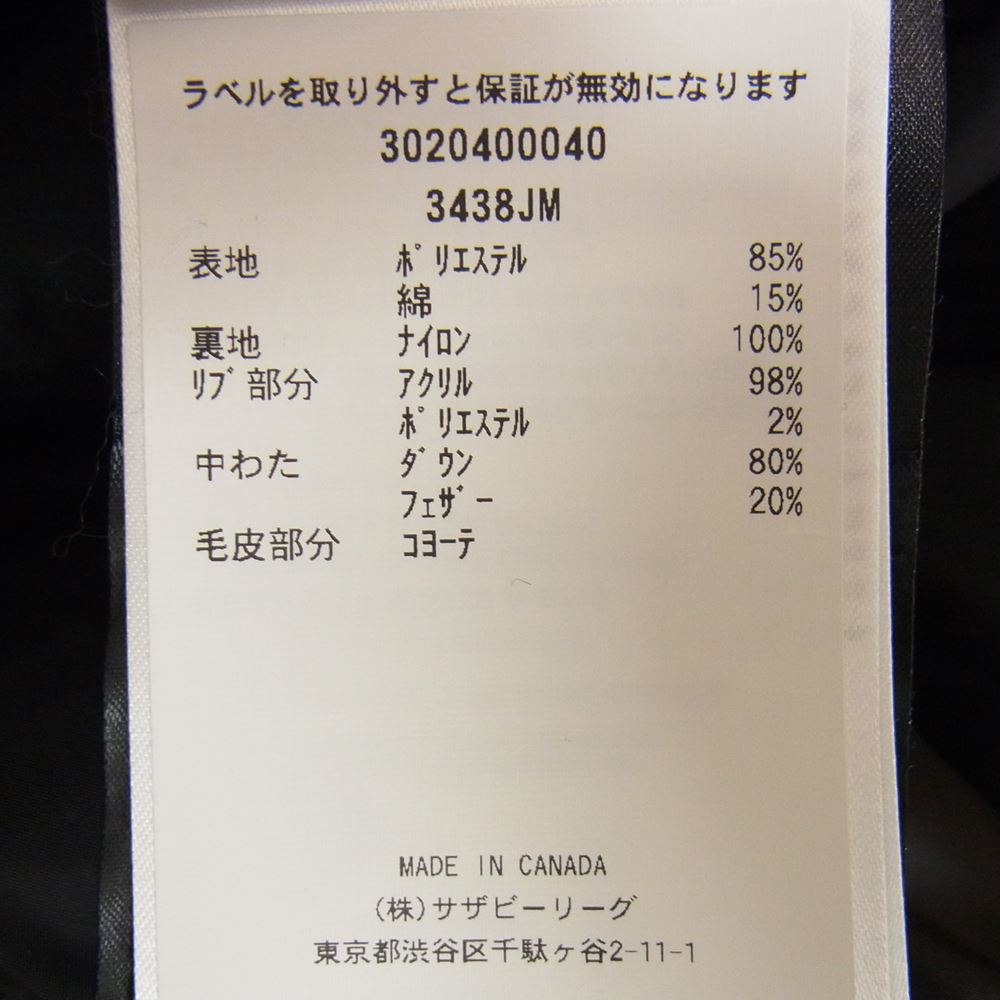 ラベルを取り外すと保証が無効になります
3020400040
3438JM
表地 ﾎﾟﾘｴｽﾃﾙ 85%
綿 15%
裏地 ﾅｲﾛﾝ 100%
ﾘﾌﾞ部分 ｱｸﾘﾙ 98%
ﾎﾟﾘｴｽﾃﾙ 2%
中わた ﾀﾞｳﾝ 80%
ﾌｪｻﾞｰ 20%
毛皮部分 ｺﾖｰﾃ
MADE IN CANADA
(株)サザビーリーグ
東京都渋谷区千駄ヶ谷2-11-1